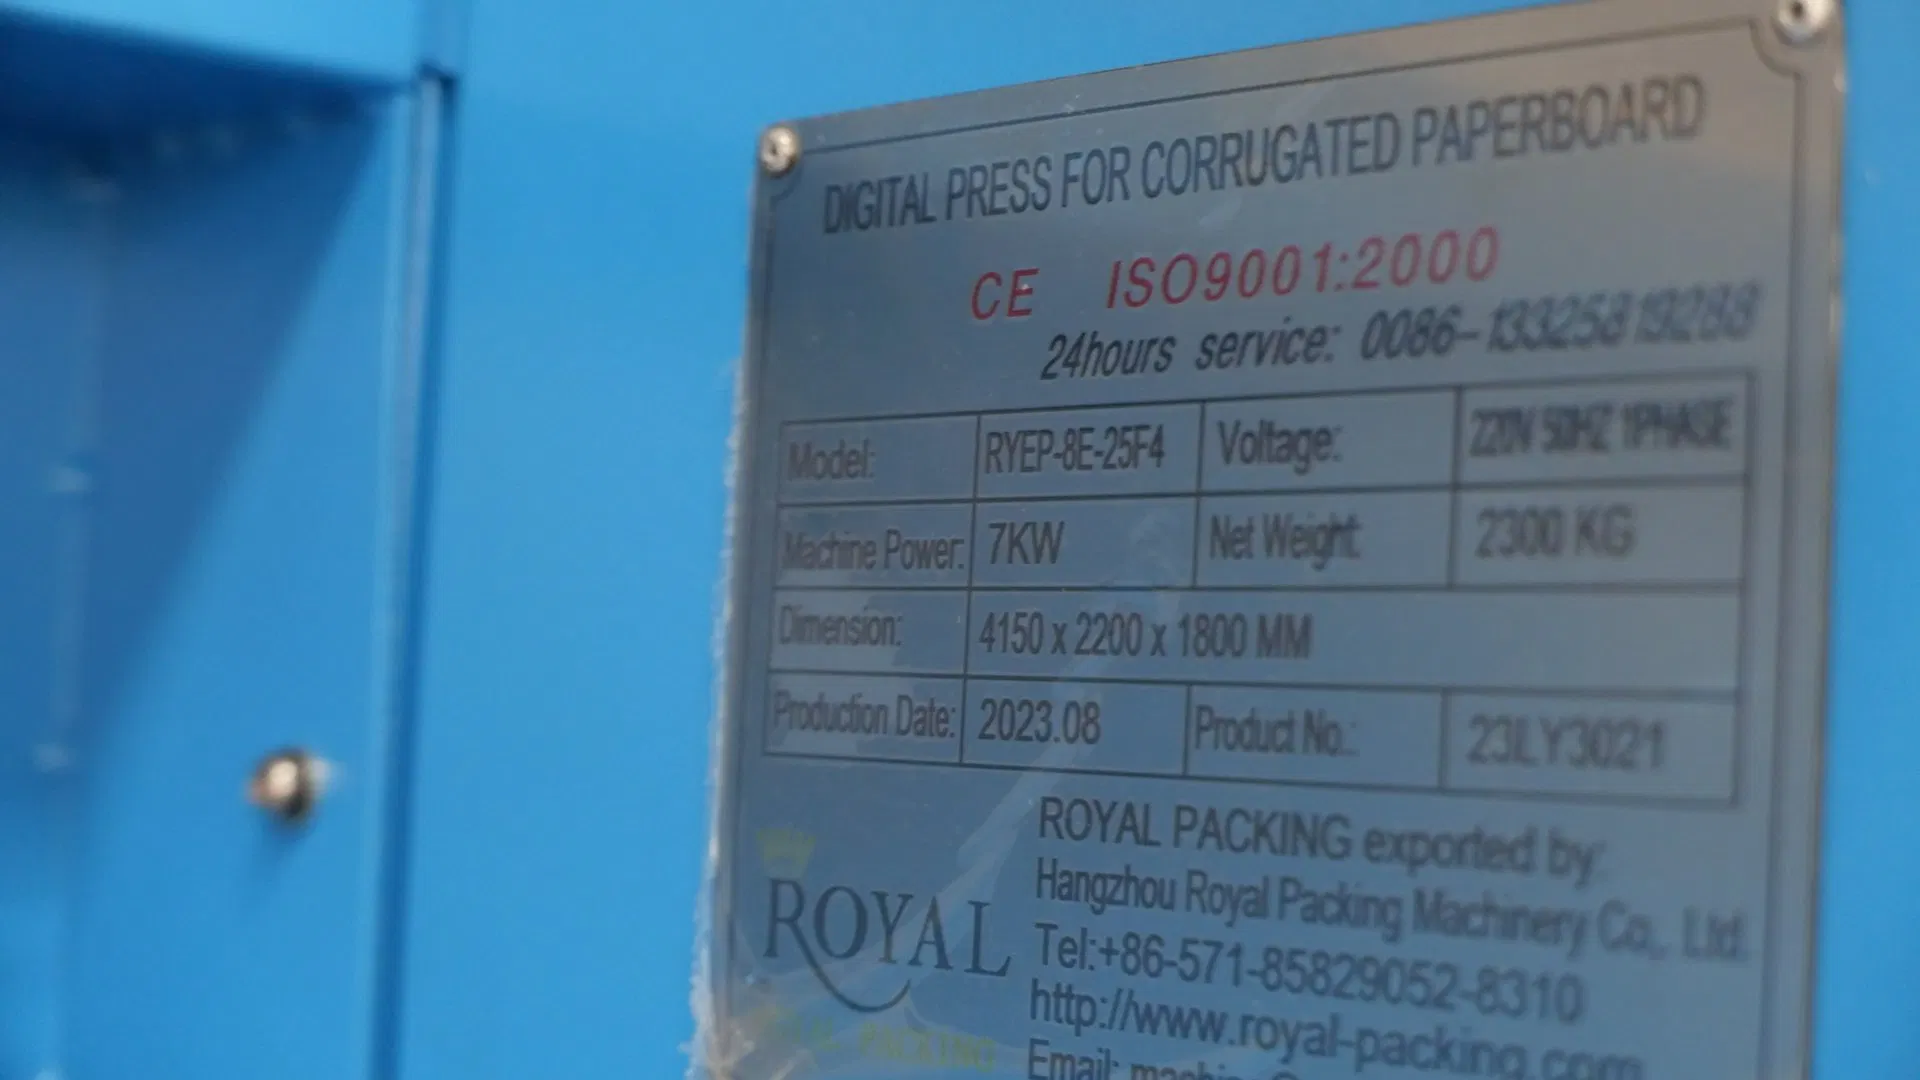 DIGITAL PRESS FOR CORRUGATED PAPERBOARD
CE ISO9001:2000
24hours service: 0086-13325819288
Model: RYEP-8E-25F4 Voltage: 220V 50HZ 1PHASE
Machine Power: 7KW Net Weight: 2300 KG
Dimension: 4150 x 2200 x 1800 MM
Production Date: 2023.08 Product No.: 23LY3021
ROYAL
ROYAL PACKING
ROYAL PACKING exported by:
Hangzhou Royal Packing Machinery Co., Ltd.
Tel:+86-571-85829052-8310
http://www.royal-packing.com
Email: